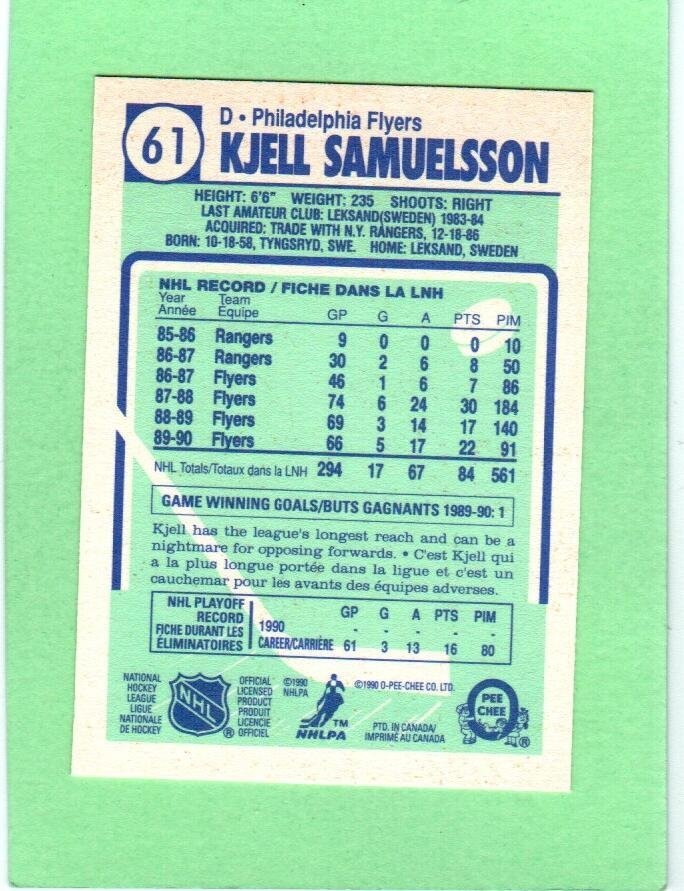 61
D • Philadelphia Flyers
KJELL SAMUELSSON
HEIGHT: 6'6" WEIGHT: 235 SHOOTS: RIGHT
LAST AMATEUR CLUB: LEKSAND(SWEDEN) 1983-84
ACQUIRED: TRADE WITH N.Y. RANGERS, 12-18-86
BORN: 10-18-58, TYNGSRYD, SWE. HOME: LEKSAND, SWEDEN
NHL RECORD / FICHE DANS LA LNH
Year Team
Année Équipe GP G A PTS PIM
85-86 Rangers 9 0 0 0 10
86-87 Rangers 30 2 6 8 50
86-87 Flyers 46 1 6 7 86
87-88 Flyers 74 6 24 30 184
88-89 Flyers 69 3 14 17 140
89-90 Flyers 66 5 17 22 91
NHL Totals/Totaux dans la LNH 294 17 67 84 561
GAME WINNING GOALS/BUTS GAGNANTS 1989-90: 1
Kjell has the league's longest reach and can be a
nightmare for opposing forwards. • C'est Kjell qui
a la plus longue portée dans la ligue et c'est un
cauchemar pour les avants des équipes adverses.
NHL PLAYOFF
RECORD
FICHE DURANT LES
ÉLIMINATOIRES
GP G A PTS PIM
1990 - - - - -
CAREER/CARRIÈRE 61 3 13 16 80
NATIONAL
HOCKEY
LEAGUE
LIGUE
NATIONALE
DE HOCKEY
NHL
®
OFFICIAL
LICENSED
PRODUCT
PRODUIT
LICENCIE
OFFICIEL
©1990
NHLPA
TM
NHLPA
©1990 O-PEE-CHEE CO. LTD.
PTD. IN CANADA/
IMPRIMÉ AU CANADA
O
PEE
CHEE
®